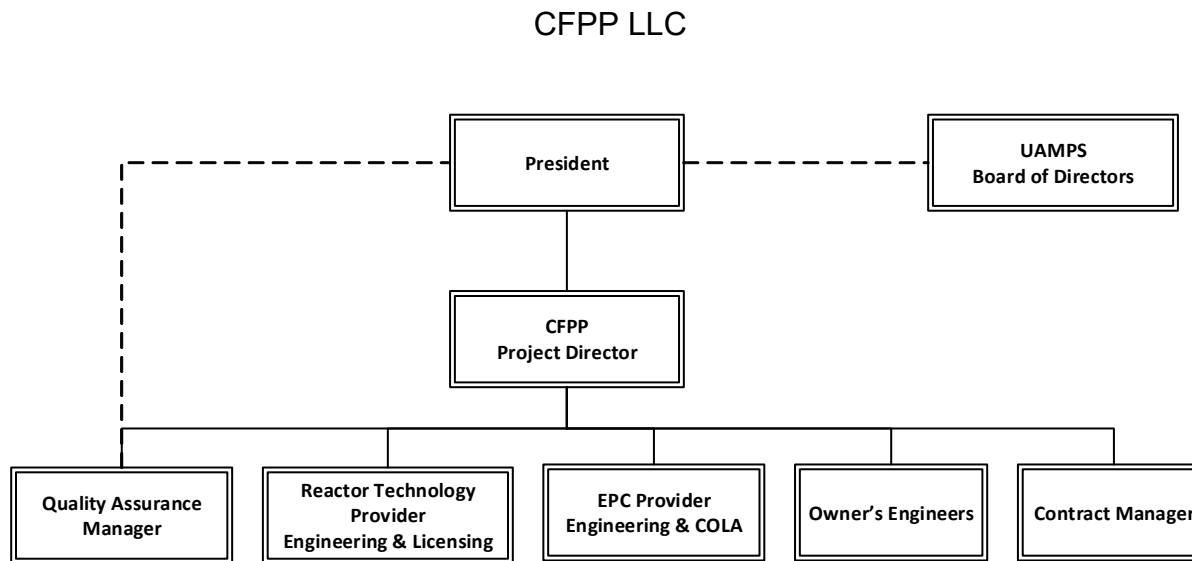 CFPP LLC
President
UAMPS
Board of Directors
CFPP
Project Director
Quality Assurance
Manager
Reactor Technology
Provider
Engineering & Licensing
EPC Provider
Engineering & COLA
Owner’s Engineers
Contract Manager